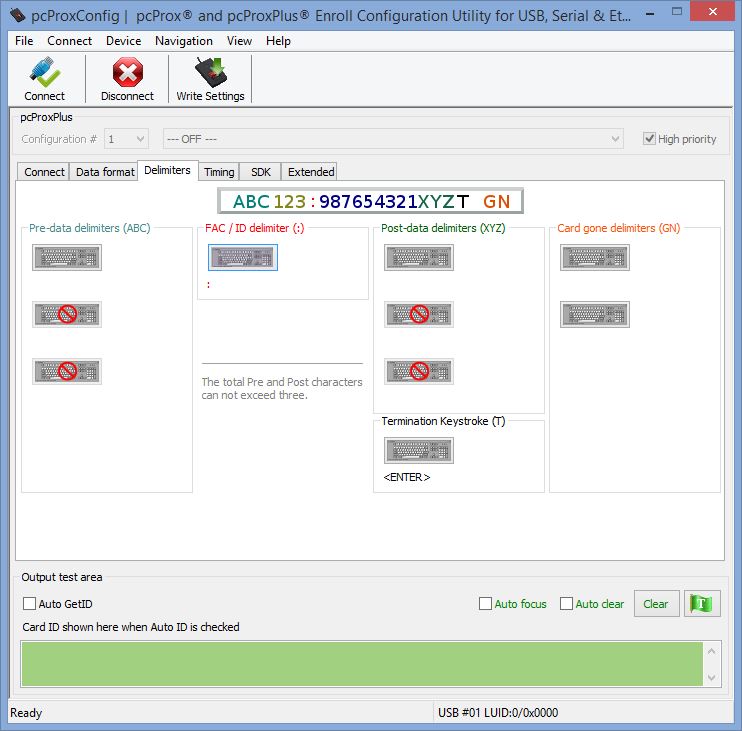 pcProxConfig | pcProx® and pcProxPlus® Enroll Configuration Utility for USB, Serial & Et...
File Connect Device Navigation View Help
Connect Disconnect Write Settings
pcProxPlus
Configuration # 1 --- OFF --- High priority
Connect Data format Delimiters Timing SDK Extended
ABC123:987654321XYZT GN
Pre-data delimiters (ABC) FAC / ID delimiter (:) Post-data delimiters (XYZ) Card gone delimiters (GN)
:
The total Pre and Post characters
can not exceed three.
Termination Keystroke (T)
<ENTER>
Output test area
Auto GetID Auto focus Auto clear Clear T
Card ID shown here when Auto ID is checked
Ready USB #01 LUID:0/0x0000